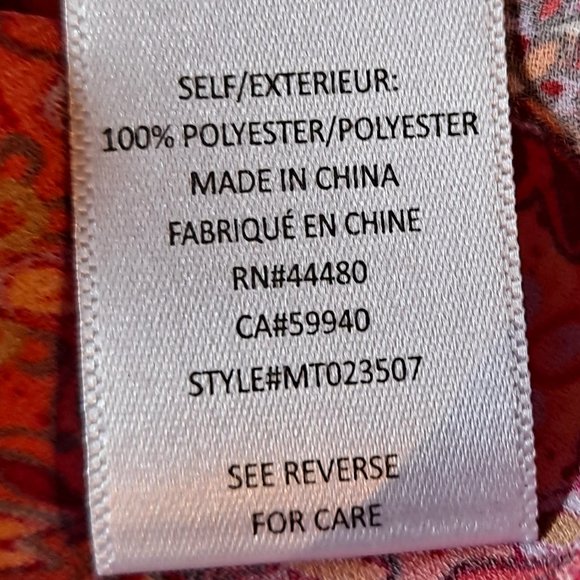 SELF/EXTERIEUR:
100% POLYESTER/POLYESTER
MADE IN CHINA
FABRIQUÉ EN CHINE
RN#44480
CA#59940
STYLE#MT023507
SEE REVERSE
FOR CARE